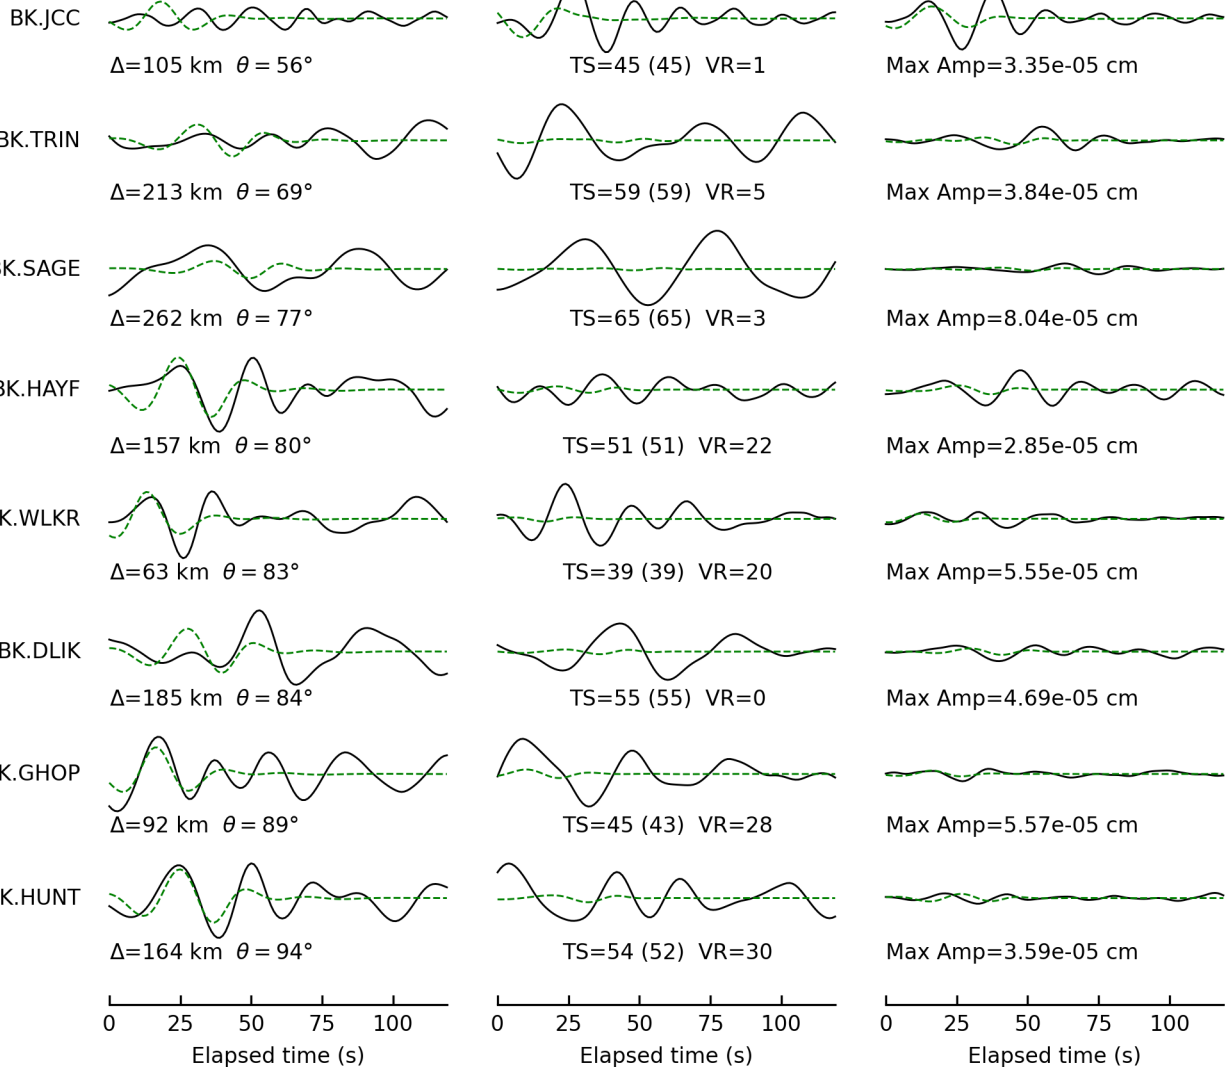 BK.JCC
Δ=105 km θ = 56° TS=45 (45) VR=1 Max Amp=3.35e-05 cm
BK.TRIN
Δ=213 km θ = 69° TS=59 (59) VR=5 Max Amp=3.84e-05 cm
BK.SAGE
Δ=262 km θ = 77° TS=65 (65) VR=3 Max Amp=8.04e-05 cm
BK.HAYF
Δ=157 km θ = 80° TS=51 (51) VR=22 Max Amp=2.85e-05 cm
K.WLKR
Δ=63 km θ = 83° TS=39 (39) VR=20 Max Amp=5.55e-05 cm
BK.DLIK
Δ=185 km θ = 84° TS=55 (55) VR=0 Max Amp=4.69e-05 cm
K.GHOP
Δ=92 km θ = 89° TS=45 (43) VR=28 Max Amp=5.57e-05 cm
K.HUNT
Δ=164 km θ = 94° TS=54 (52) VR=30 Max Amp=3.59e-05 cm
0 25 50 75 100 0 25 50 75 100 0 25 50 75 100
Elapsed time (s) Elapsed time (s) Elapsed time (s)